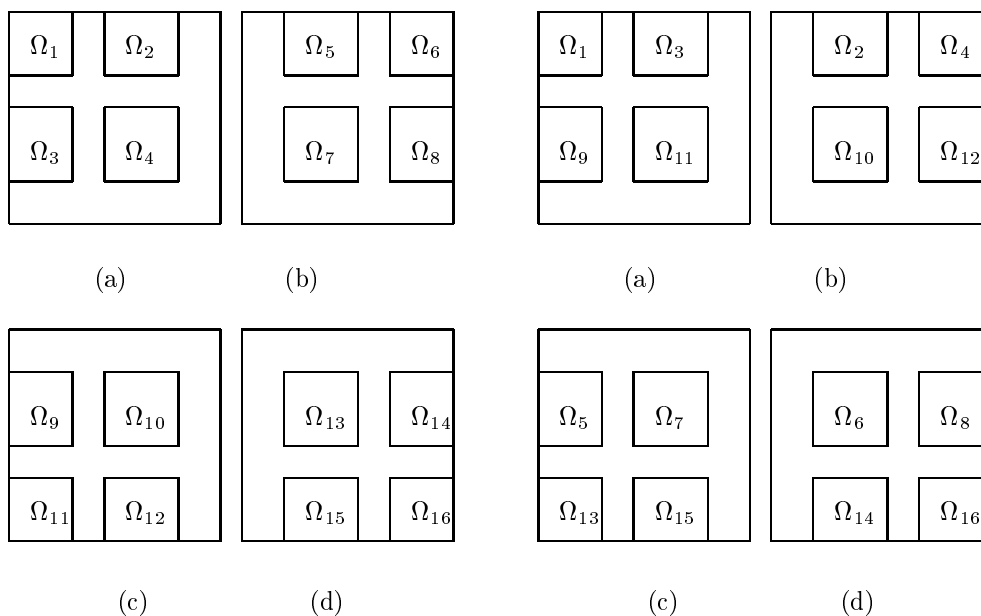 Ω₁ Ω₂ Ω₅ Ω₆ Ω₁ Ω₃ Ω₂ Ω₄
Ω₃ Ω₄ Ω₇ Ω₈ Ω₉ Ω₁₁ Ω₁₀ Ω₁₂
(a) (b) (a) (b)
Ω₉ Ω₁₀ Ω₁₃ Ω₁₄ Ω₅ Ω₇ Ω₆ Ω₈
Ω₁₁ Ω₁₂ Ω₁₅ Ω₁₆ Ω₁₃ Ω₁₅ Ω₁₄ Ω₁₆
(c) (d) (c) (d)